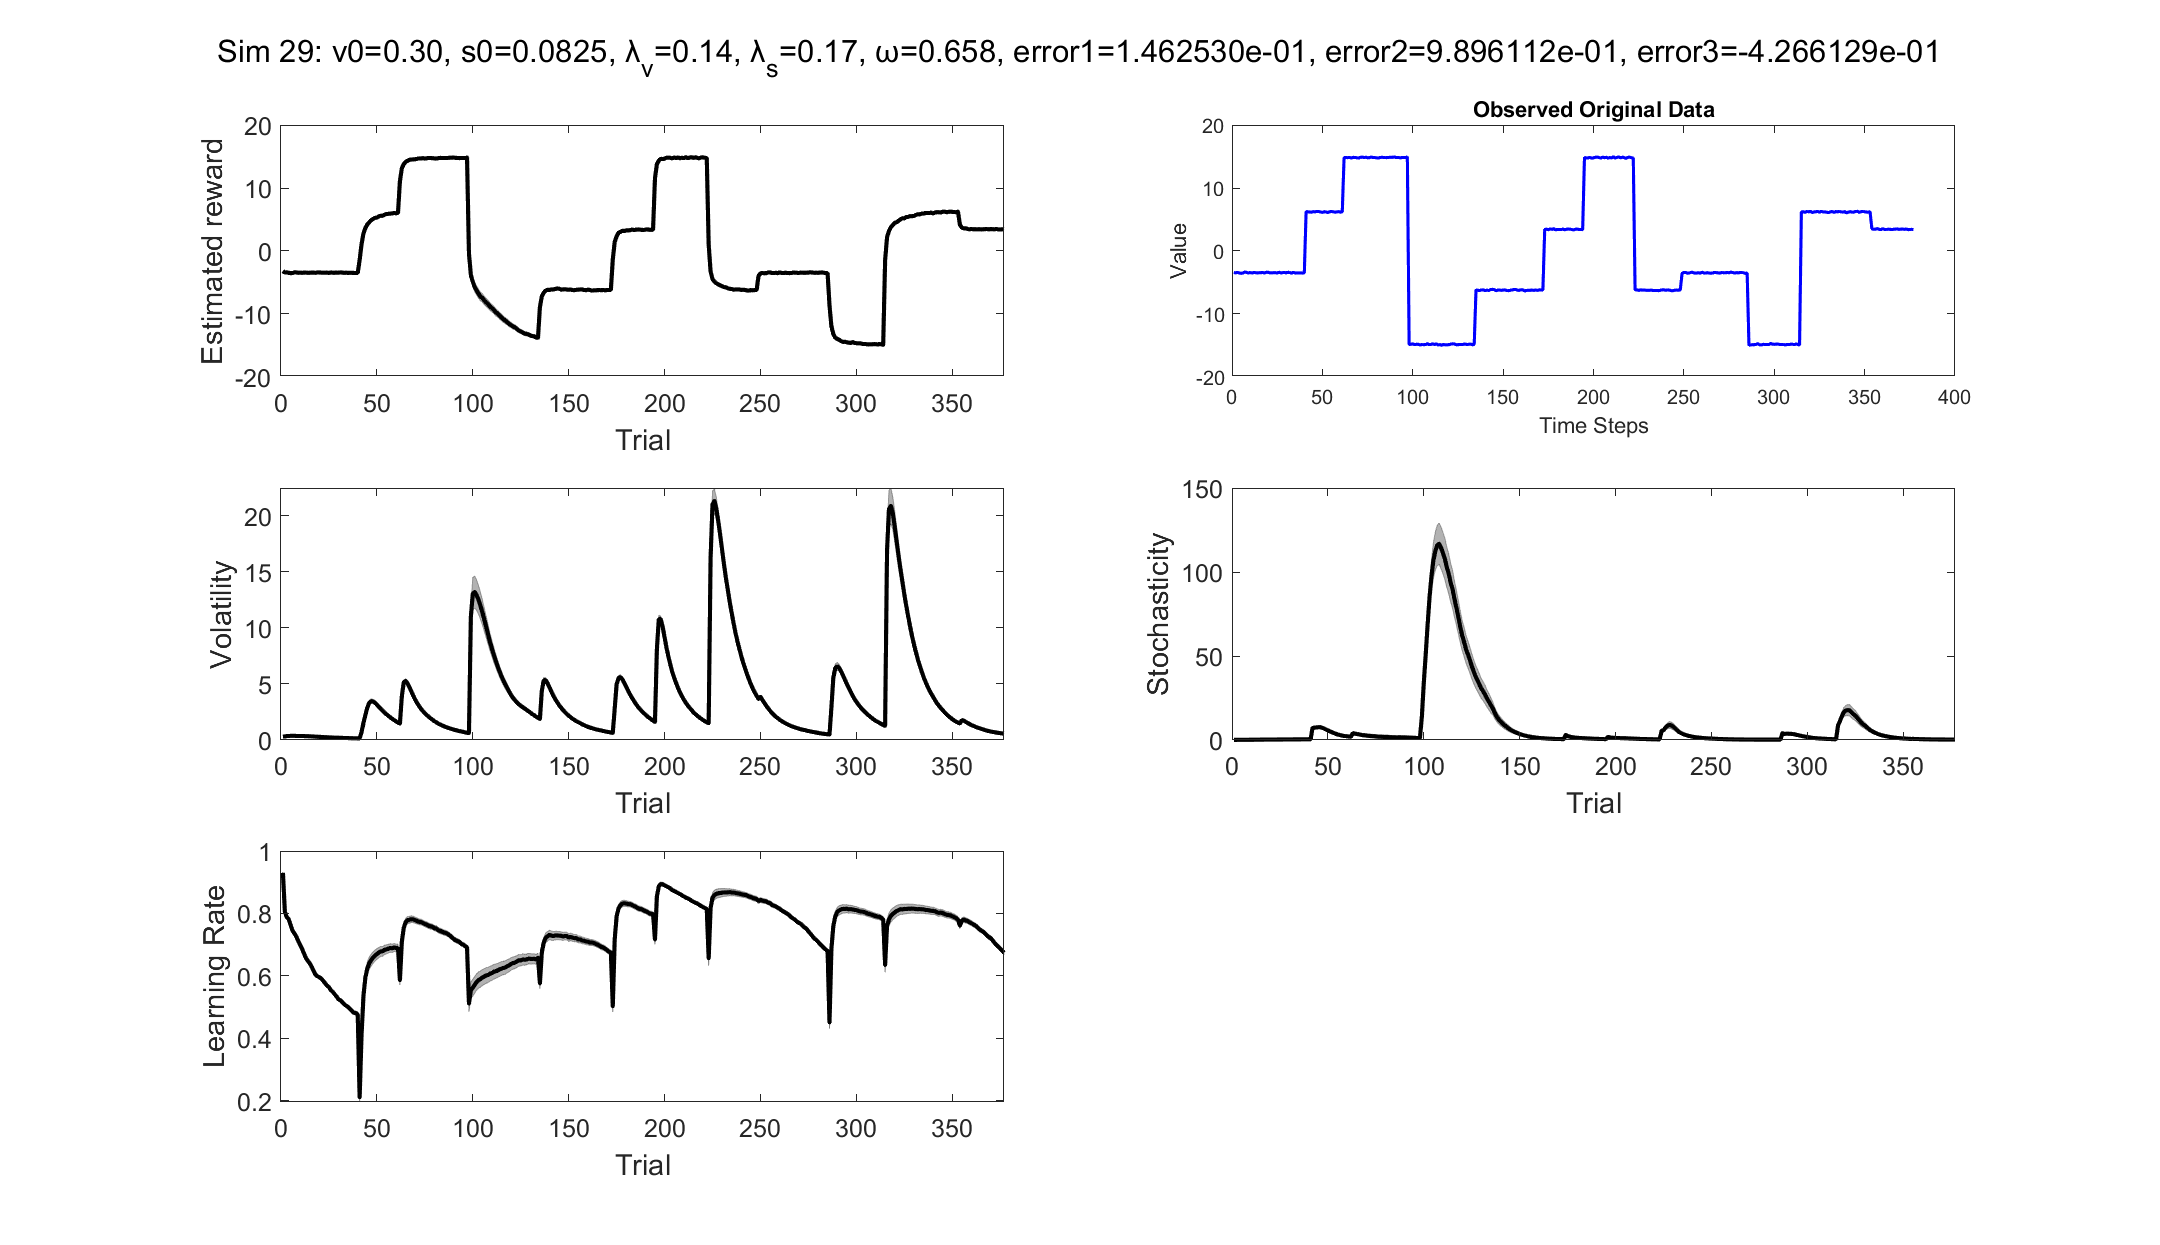 Sim 29: v0=0.30, s0=0.0825, λ_v=0.14, λ_s=0.17, ω=0.658, error1=1.462530e-01, error2=9.896112e-01, error3=-4.266129e-01
Estimated reward
20
10
0
-10
-20
0 50 100 150 200 250 300 350
Trial
Observed Original Data
Value
20
10
0
-10
-20
0 50 100 150 200 250 300 350 400
Time Steps
Volatility
20
15
10
5
0
0 50 100 150 200 250 300 350
Trial
Stochasticity
150
100
50
0
0 50 100 150 200 250 300 350
Trial
Learning Rate
1
0.8
0.6
0.4
0.2
0 50 100 150 200 250 300 350
Trial